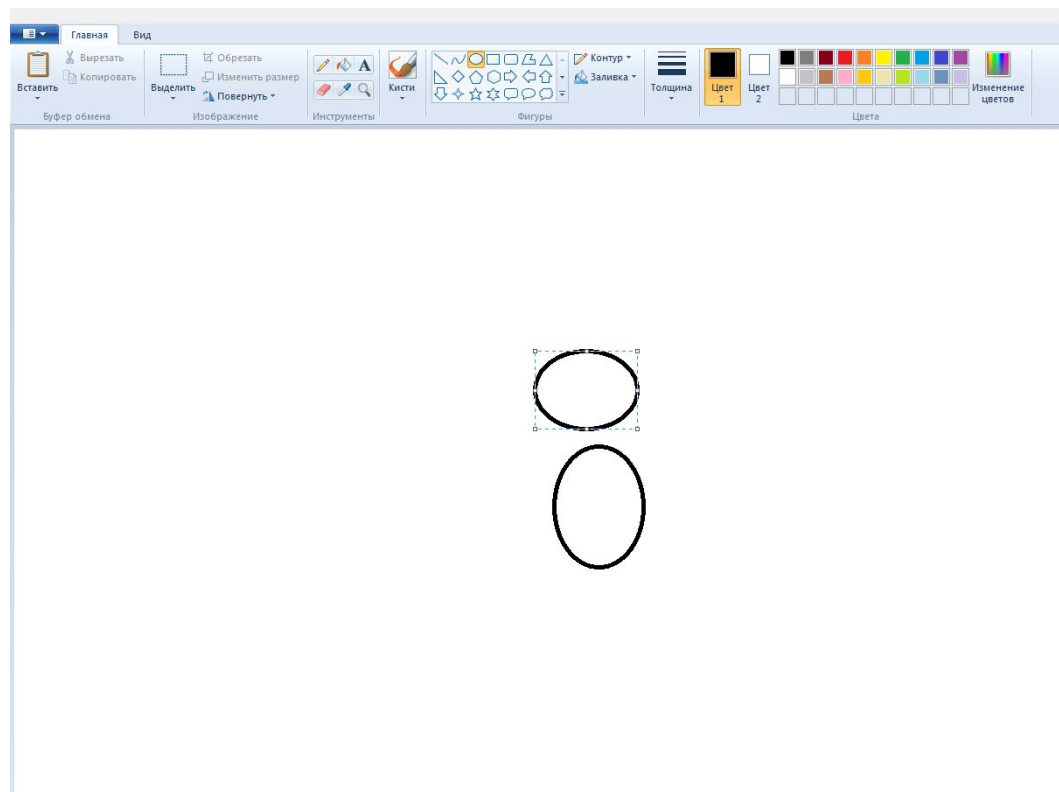 Главная Вид
Вставить
Вырезать
Копировать
Буфер обмена
Выделить
Обрезать
Изменить размер
Повернуть
Изображение
A
Инструменты
Кисти
Контур
Заливка
Фигуры
Толщина
Цвет
1
Цвет
2
Изменение
цветов
Цвета